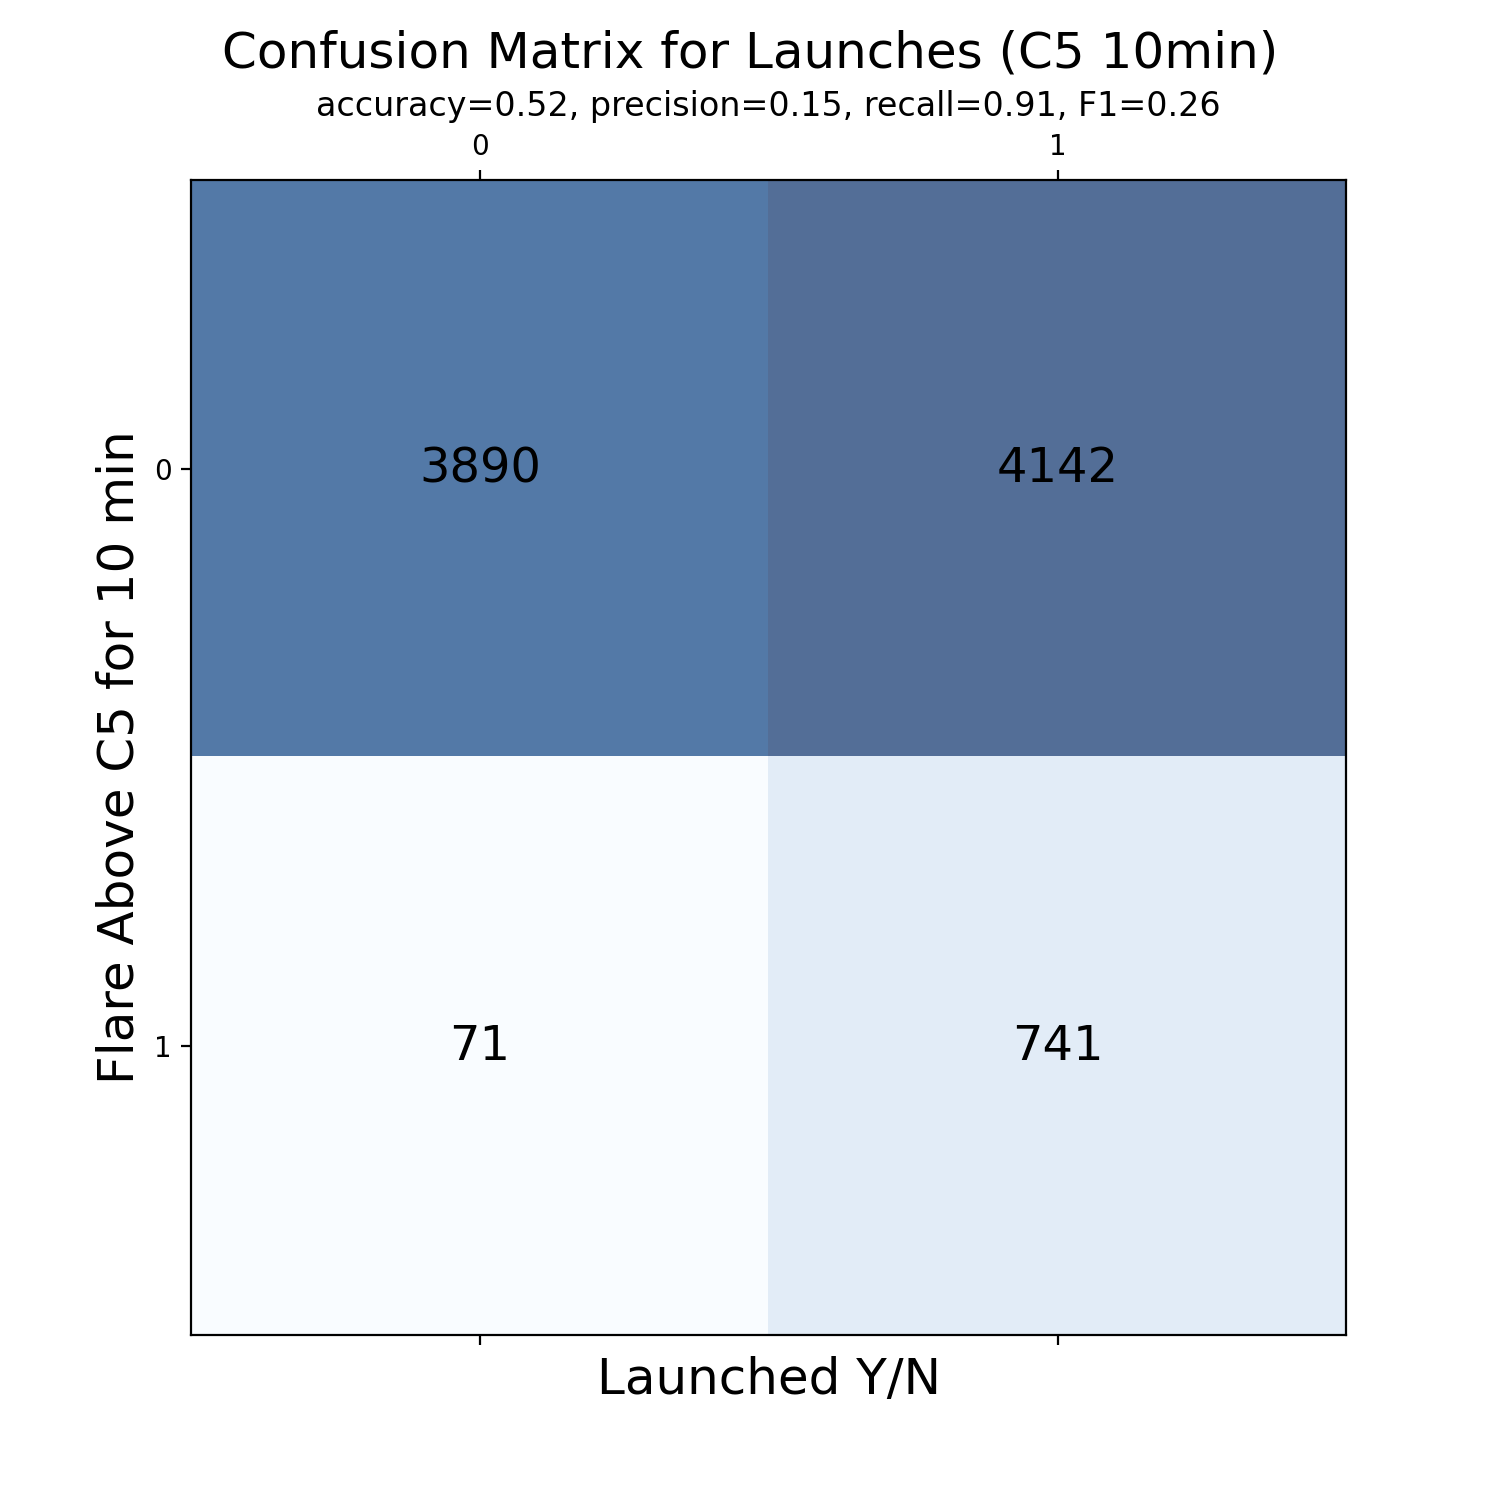 Confusion Matrix for Launches (C5 10min)
accuracy=0.52, precision=0.15, recall=0.91, F1=0.26
0 1
Flare Above C5 for 10 min
0
3890 4142
1
71 741
Launched Y/N